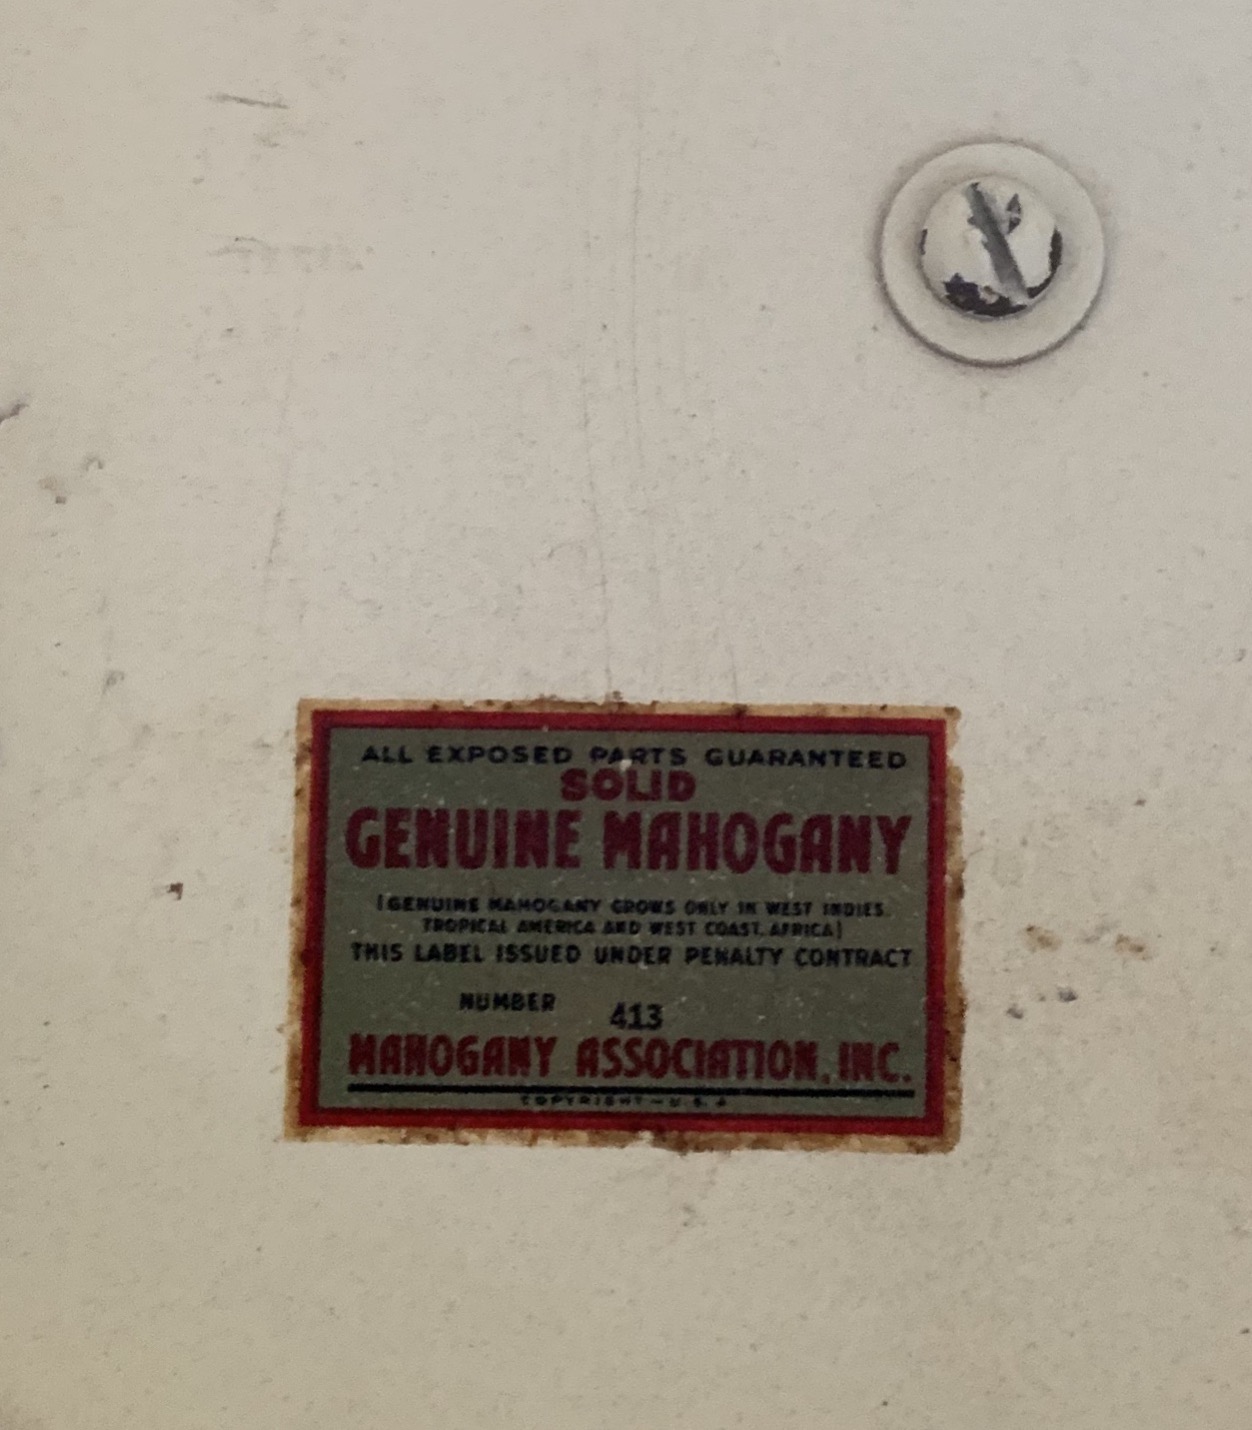 ALL EXPOSED PARTS GUARANTEED
SOLID
GENUINE MAHOGANY
(GENUINE MAHOGANY GROWS ONLY IN WEST INDIES,
TROPICAL AMERICA AND WEST COAST, AFRICA)
THIS LABEL ISSUED UNDER PENALTY CONTRACT
NUMBER 413
MAHOGANY ASSOCIATION, INC.
COPYRIGHT - U.S.A